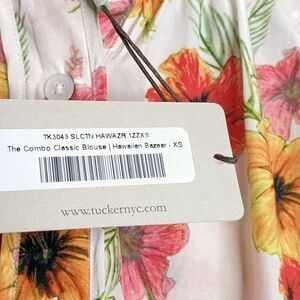 TK3043 SLCTN HAWAZR 1ZZXS
The Combo Classic Blouse | Hawaiian Bazaar - XS
www.tuckernyc.com